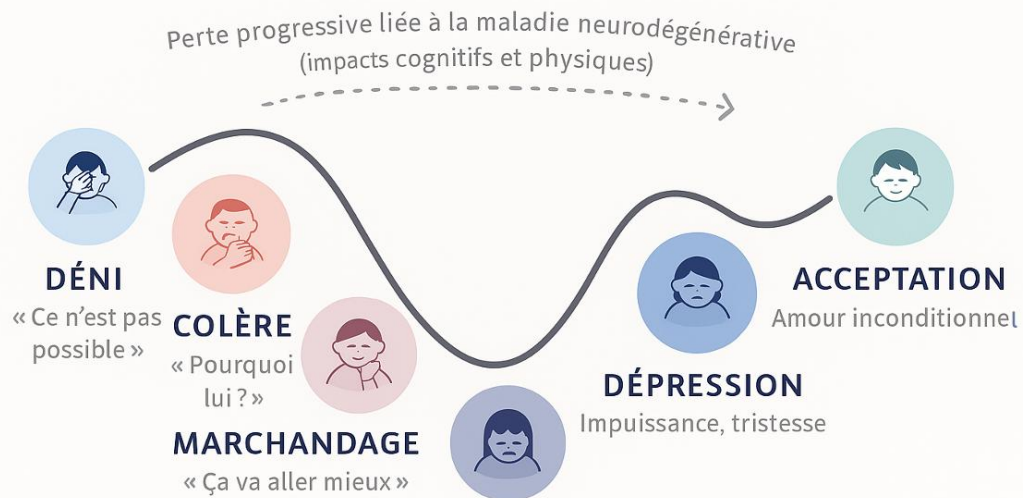 Perte progressive liée à la maladie neurodégénérative
(impacts cognitifs et physiques)
DÉNI
« Ce n’est pas
possible »
COLÈRE
« Pourquoi
lui ? »
MARCHANDAGE
« Ça va aller mieux »
DÉPRESSION
Impuissance, tristesse
ACCEPTATION
Amour inconditionnel